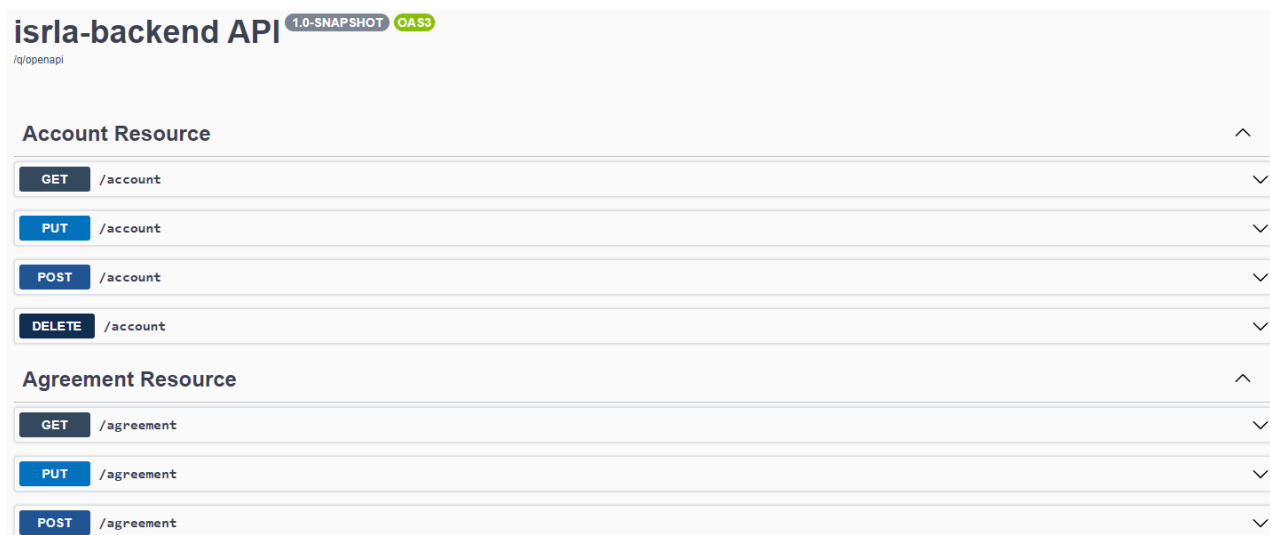 isrla-backend API 1.0-SNAPSHOT OAS3
/q/openapi
Account Resource
GET /account
PUT /account
POST /account
DELETE /account
Agreement Resource
GET /agreement
PUT /agreement
POST /agreement